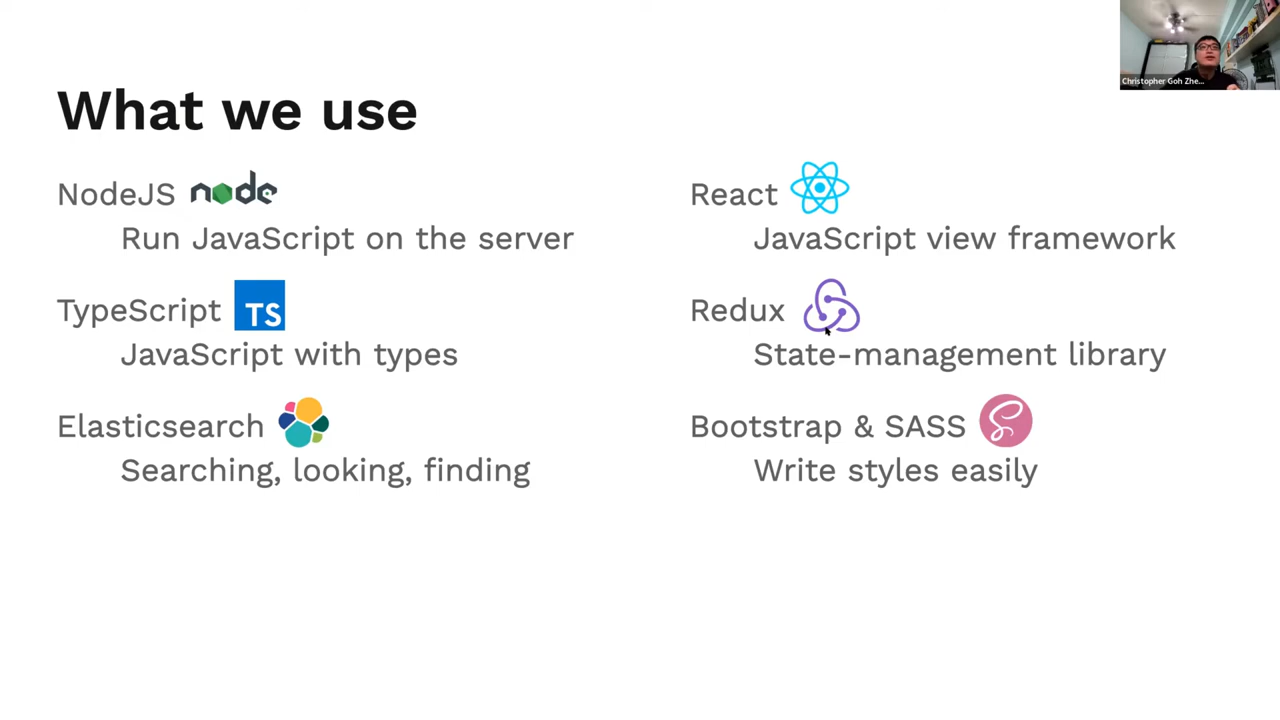 Christopher Goh Zhe...
What we use
NodeJS node
Run JavaScript on the server
TypeScript TS
JavaScript with types
Elasticsearch
Searching, looking, finding
React
JavaScript view framework
Redux
State-management library
Bootstrap & SASS
Write styles easily